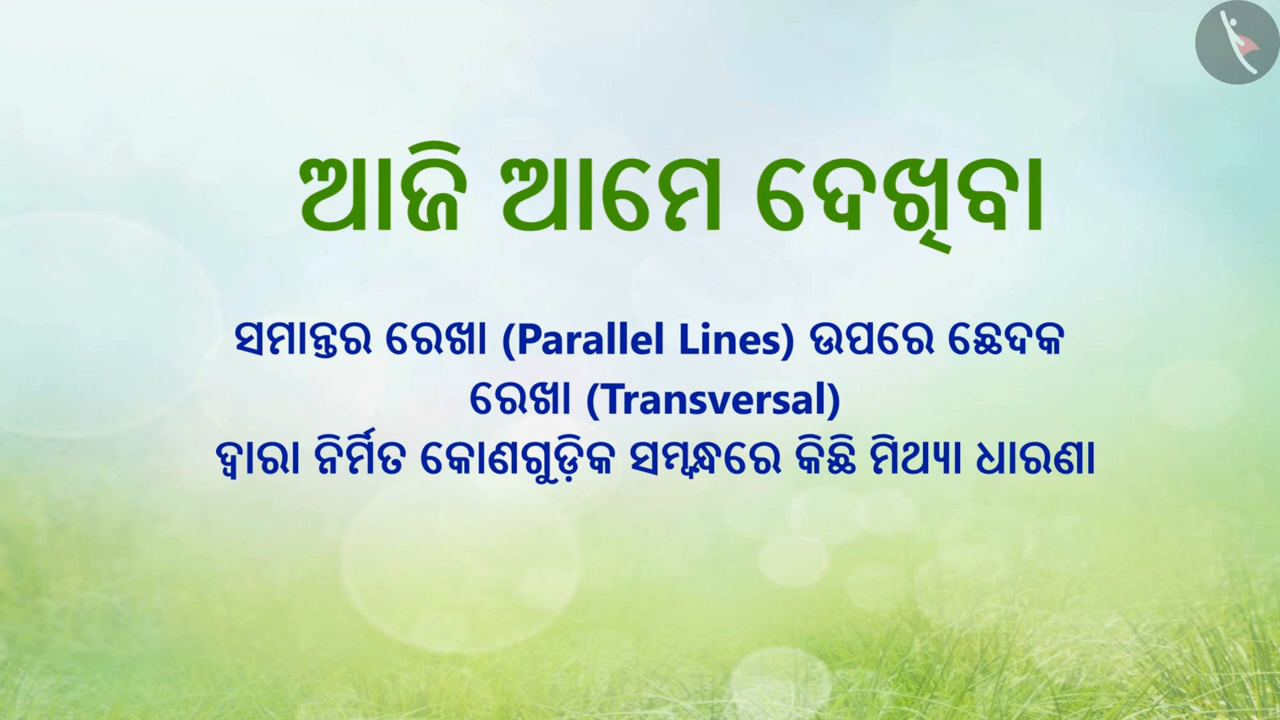 ଆଜି ଆମେ ଦେଖିବା
ସମାନ୍ତର ରେଖା (Parallel Lines) ଉପରେ ଛେଦକ
ରେଖା (Transversal)
ଦ୍ୱାରା ନିର୍ମିତ କୋଣଗୁଡ଼ିକ ସମ୍ବନ୍ଧରେ କିଛି ମିଥ୍ୟା ଧାରଣା